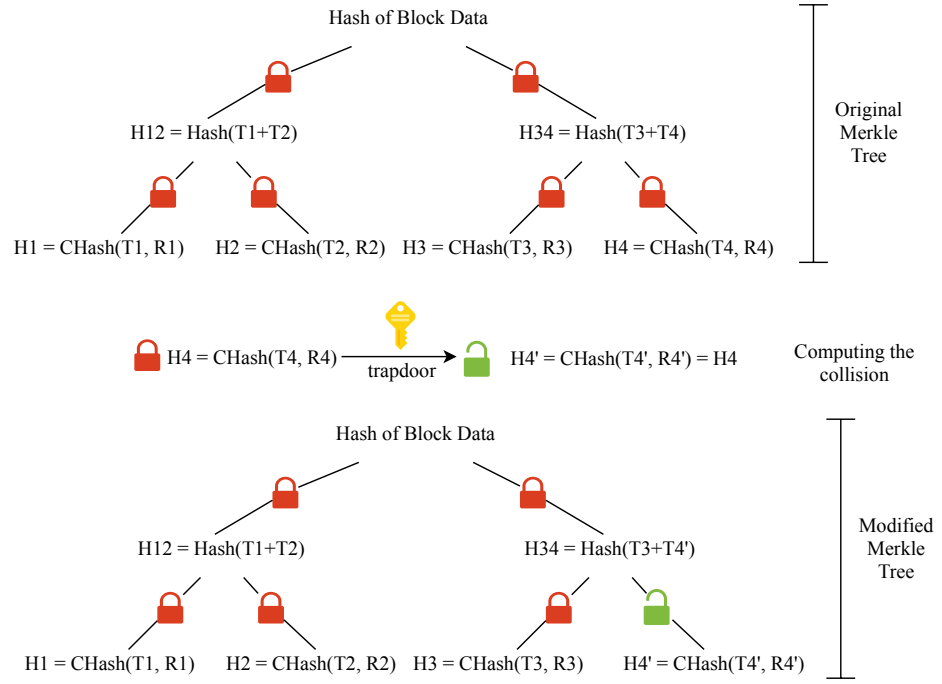 Hash of Block Data
H12 = Hash(T1+T2)
H34 = Hash(T3+T4)
Original
Merkle
Tree
H1 = CHash(T1, R1)
H2 = CHash(T2, R2)
H3 = CHash(T3, R3)
H4 = CHash(T4, R4)
H4 = CHash(T4, R4)
trapdoor
H4' = CHash(T4', R4') = H4
Computing the
collision
Hash of Block Data
H12 = Hash(T1+T2)
H34 = Hash(T3+T4')
Modified
Merkle
Tree
H1 = CHash(T1, R1)
H2 = CHash(T2, R2)
H3 = CHash(T3, R3)
H4' = CHash(T4', R4')